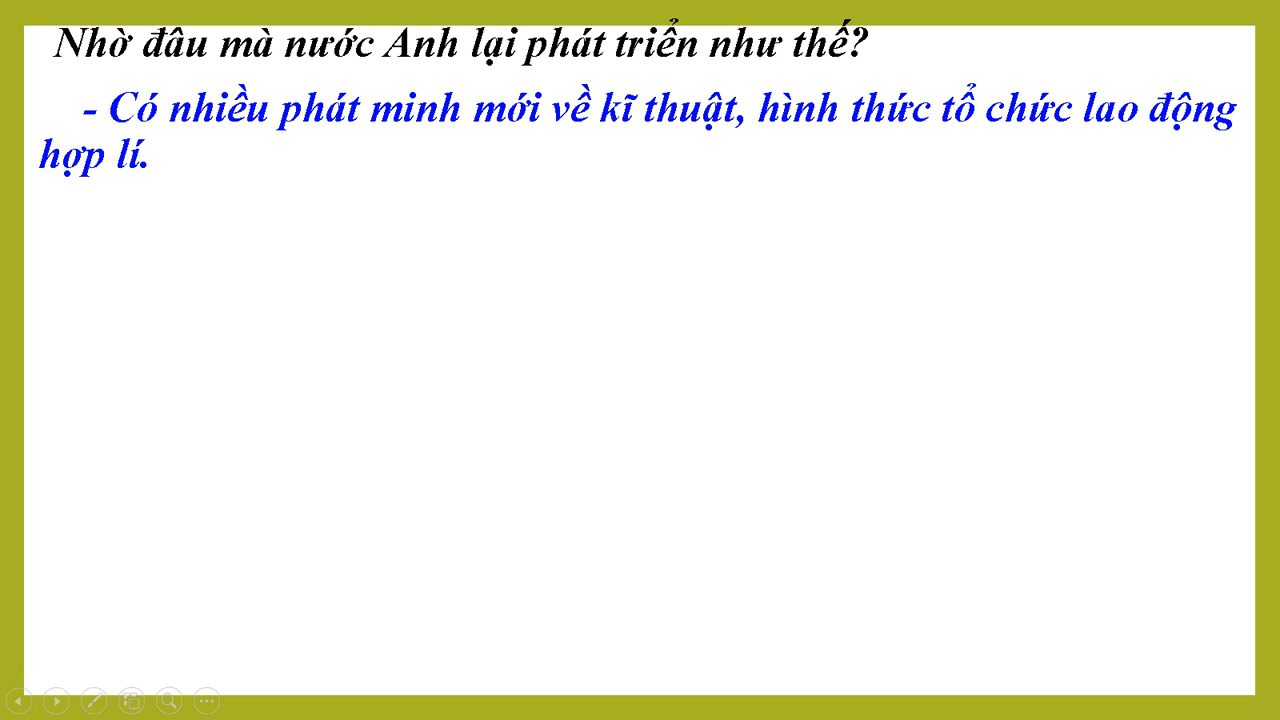 Nhờ đâu mà nước Anh lại phát triển như thế?
- Có nhiều phát minh mới về kĩ thuật, hình thức tổ chức lao động
hợp lí.